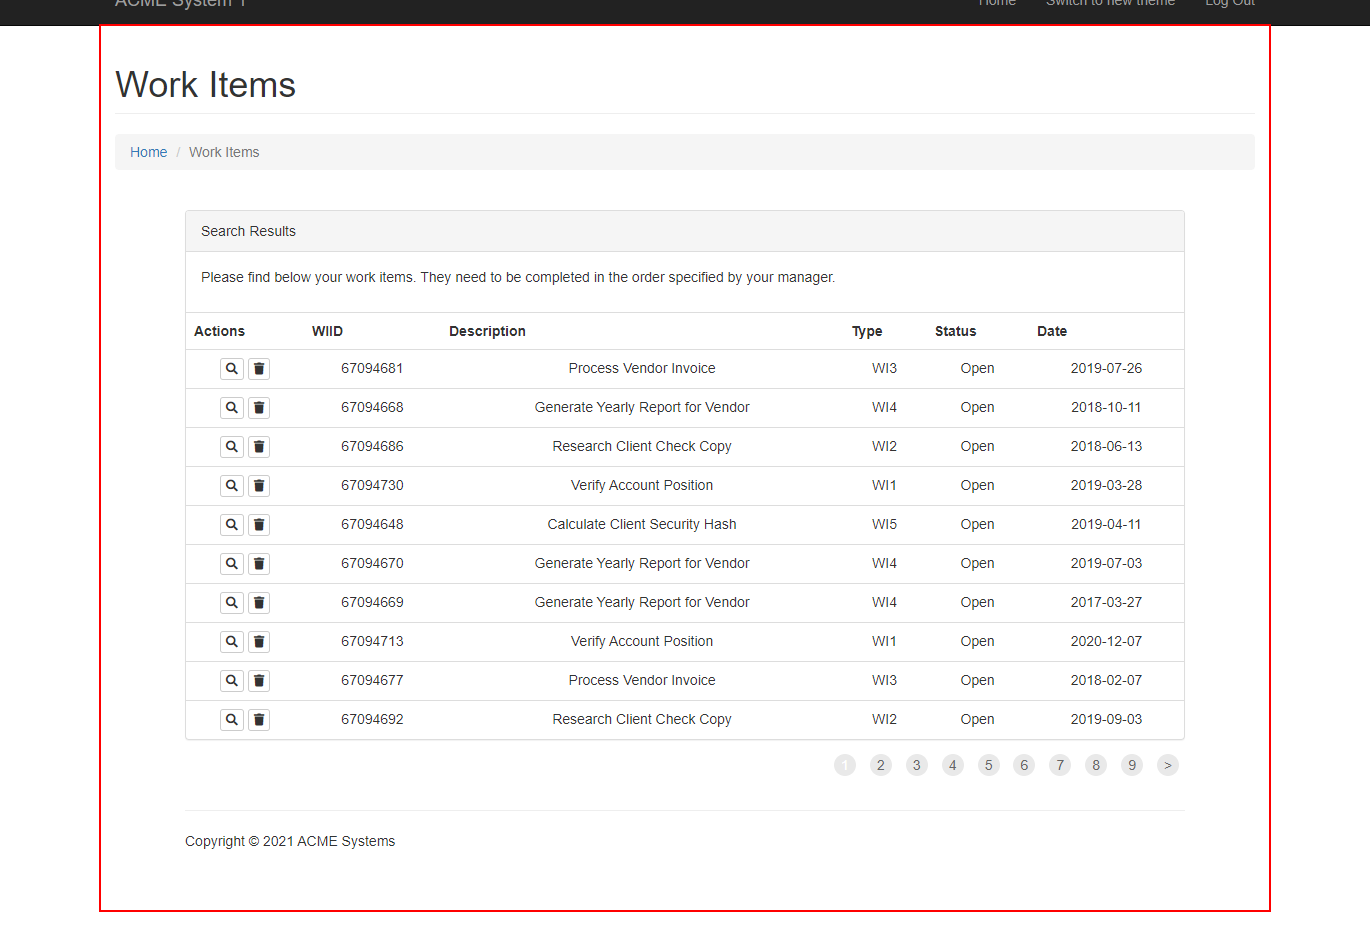 ACME System 1
Home Switch to new theme Log Out
Work Items
Home / Work Items
Search Results
Please find below your work items. They need to be completed in the order specified by your manager.
Actions WIID Description Type Status Date
67094681 Process Vendor Invoice WI3 Open 2019-07-26
67094668 Generate Yearly Report for Vendor WI4 Open 2018-10-11
67094686 Research Client Check Copy WI2 Open 2018-06-13
67094730 Verify Account Position WI1 Open 2019-03-28
67094648 Calculate Client Security Hash WI5 Open 2019-04-11
67094670 Generate Yearly Report for Vendor WI4 Open 2019-07-03
67094669 Generate Yearly Report for Vendor WI4 Open 2017-03-27
67094713 Verify Account Position WI1 Open 2020-12-07
67094677 Process Vendor Invoice WI3 Open 2018-02-07
67094692 Research Client Check Copy WI2 Open 2019-09-03
1 2 3 4 5 6 7 8 9 >
Copyright © 2021 ACME Systems